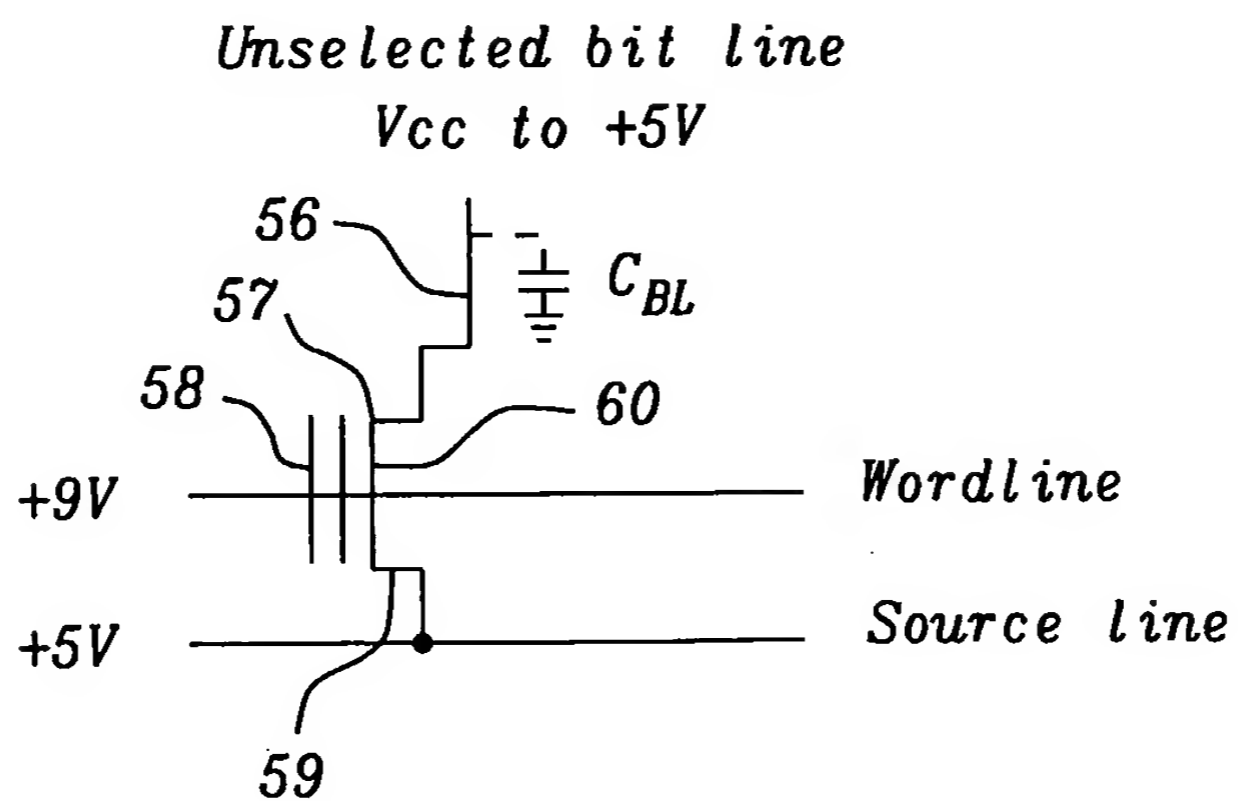 Unselected bit line
Vcc to +5V
56
57
C_BL
58
60
+9V
Wordline
+5V
Source line
59